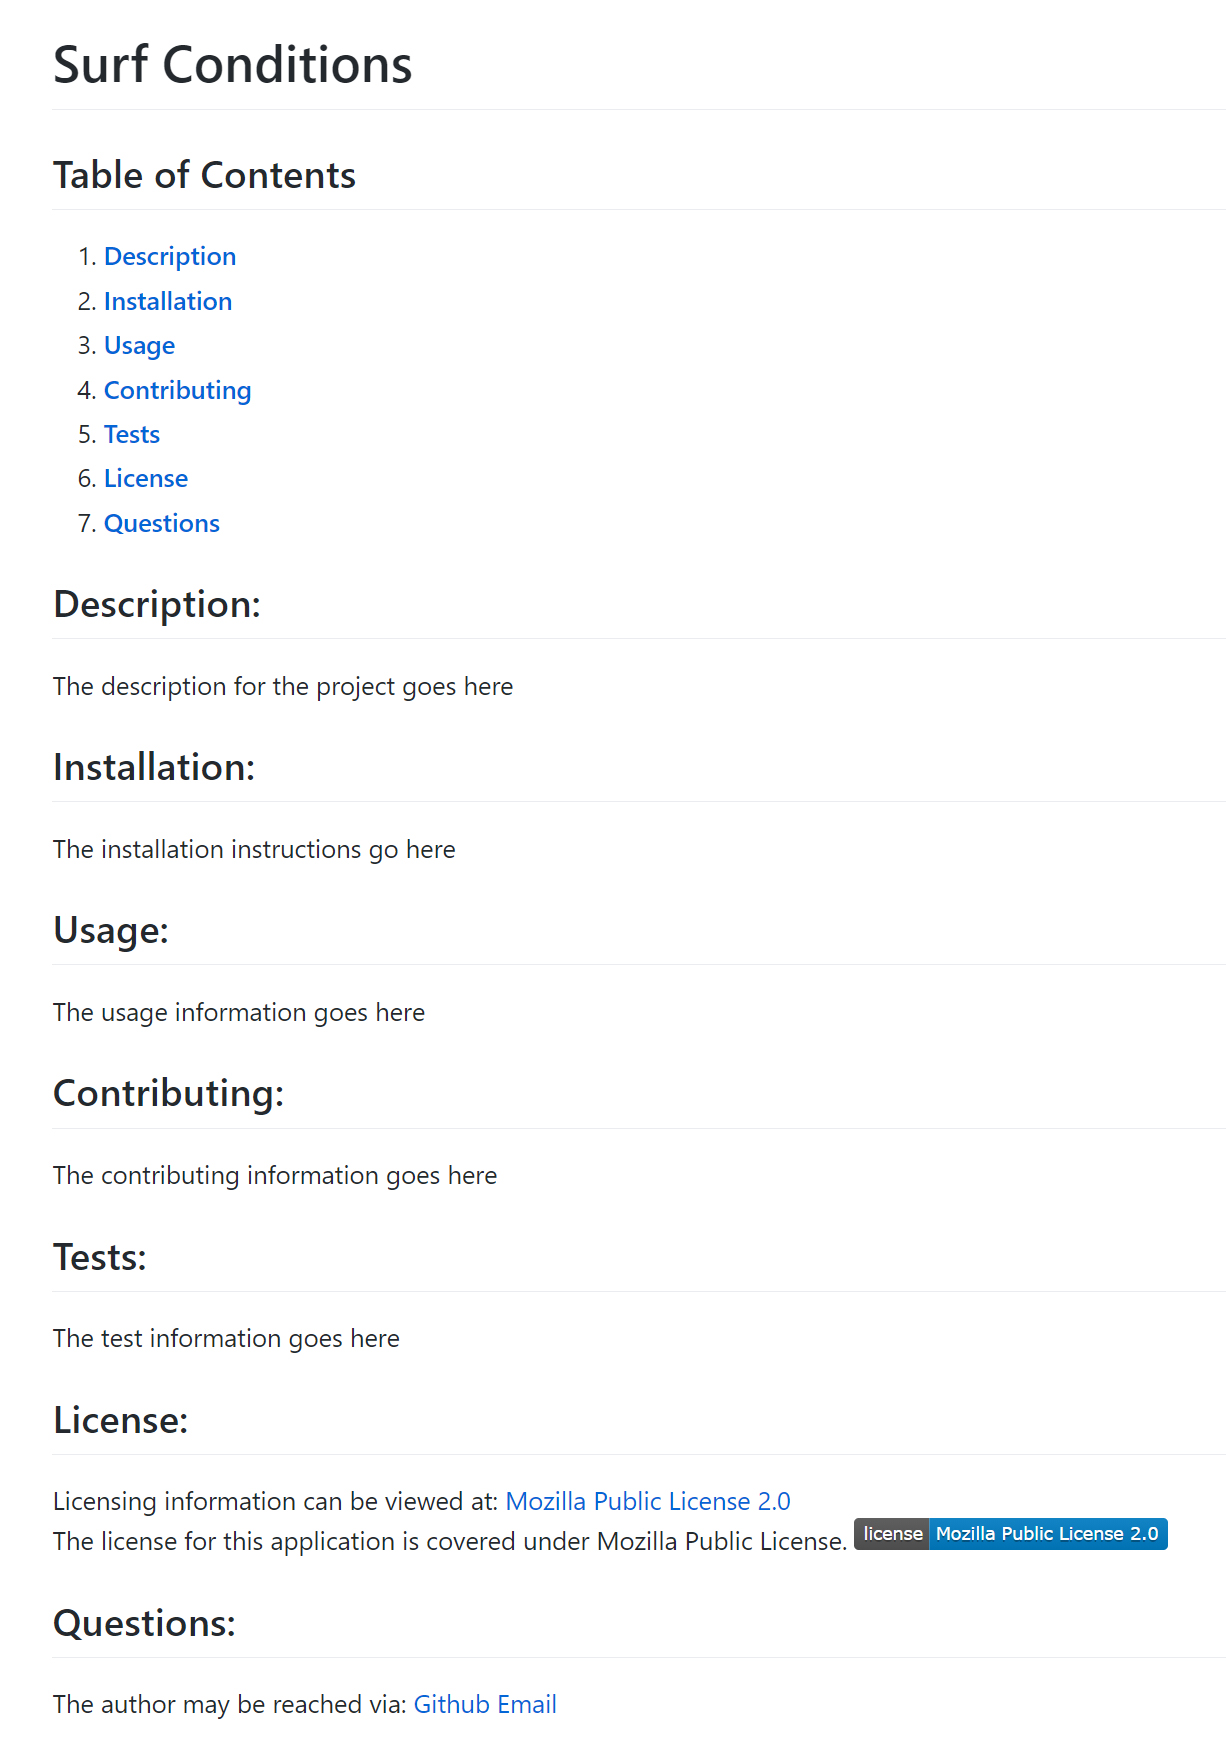 Surf Conditions
Table of Contents
1. Description
2. Installation
3. Usage
4. Contributing
5. Tests
6. License
7. Questions
Description:
The description for the project goes here
Installation:
The installation instructions go here
Usage:
The usage information goes here
Contributing:
The contributing information goes here
Tests:
The test information goes here
License:
Licensing information can be viewed at: Mozilla Public License 2.0
The license for this application is covered under Mozilla Public License. license Mozilla Public License 2.0
Questions:
The author may be reached via: Github Email